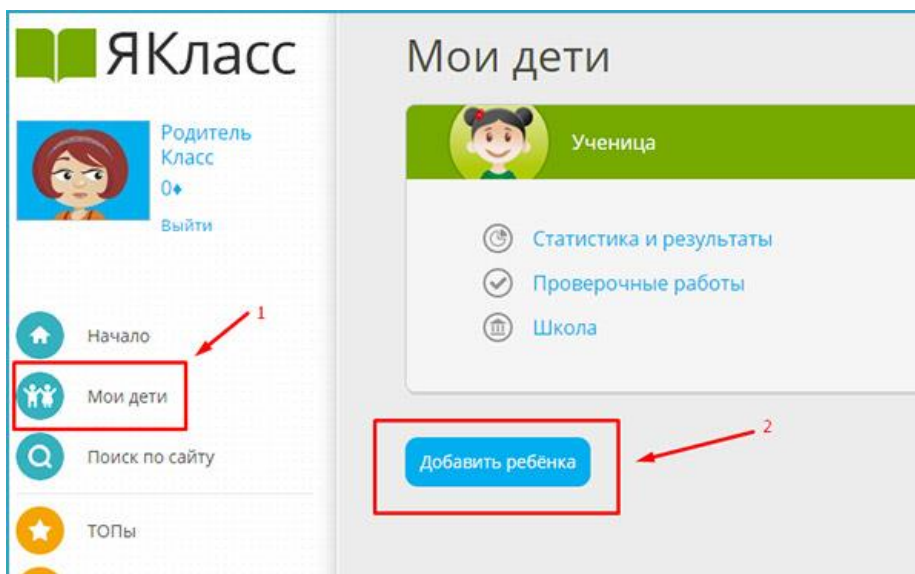 ЯКласс
Родитель
Класс
0♦
Выйти
1
Начало
Мои дети
Поиск по сайту
ТОПы
Мои дети
Ученица
Статистика и результаты
Проверочные работы
Школа
2
Добавить ребёнка